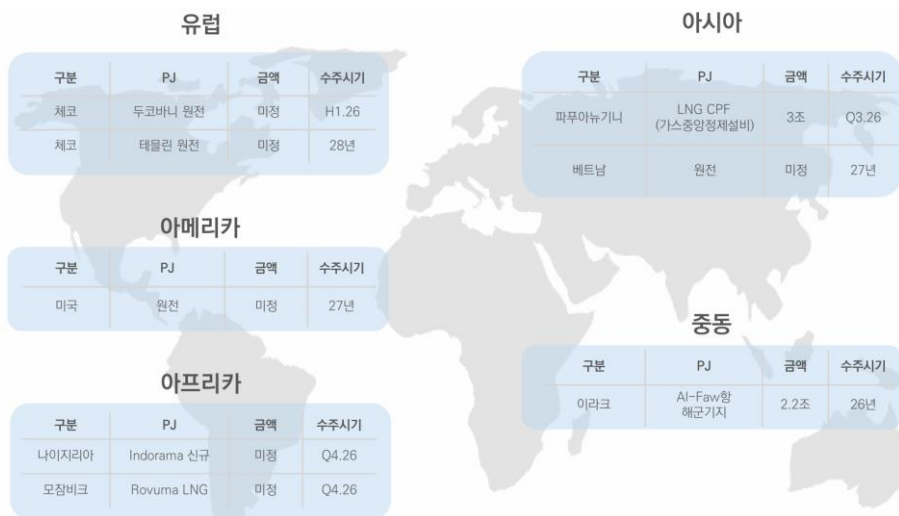 유럽
구분 PJ 금액 수주시기
체코 두코바니 원전 미정 H1.26
체코 테믈린 원전 미정 28년
아메리카
구분 PJ 금액 수주시기
미국 원전 미정 27년
아프리카
구분 PJ 금액 수주시기
나이지리아 Indorama 신규 미정 Q4.26
모잠비크 Rovuma LNG 미정 Q4.26
아시아
구분 PJ 금액 수주시기
파푸아뉴기니 LNG CPF 3조 Q3.26
(가스중앙정제설비)
베트남 원전 미정 27년
중동
구분 PJ 금액 수주시기
이라크 Al-Faw항 2.2조 26년
해군기지